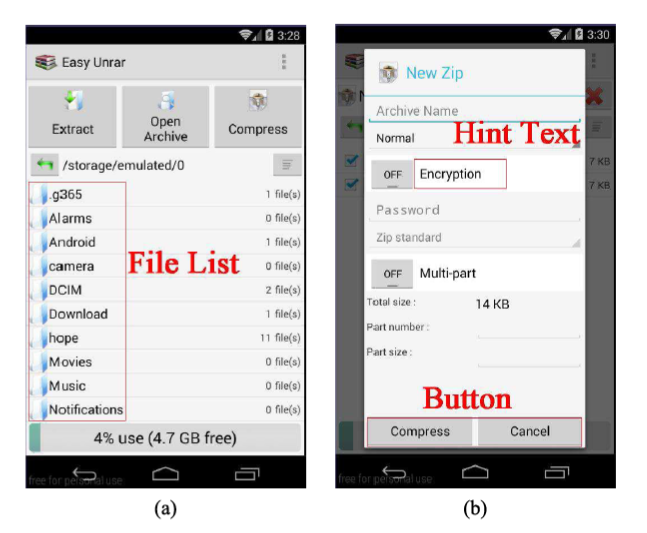 3:28
Easy Unrar
Extract
Open
Archive
Compress
/storage/emulated/0
.g365 1 file(s)
Alarms 0 file(s)
Android 1 file(s)
camera 0 file(s)
File List
DCIM 2 file(s)
Download 1 file(s)
hope 11 file(s)
Movies 0 file(s)
Music 0 file(s)
Notifications 0 file(s)
4% use (4.7 GB free)
free for personal use
(a)
3:30
New Zip
N
Archive Name
Normal
Hint Text
7 KB
OFF Encryption
7 KB
Password
Zip standard
OFF Multi-part
Total size : 14 KB
Part number :
Part size :
Button
Compress Cancel
free for personal use
(b)